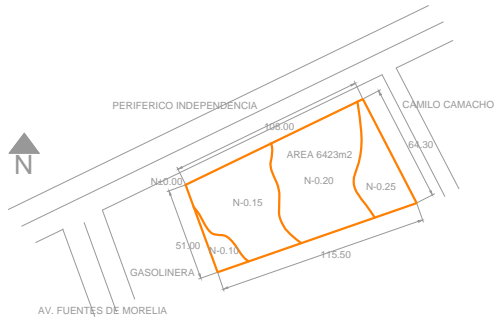 PERIFERICO INDEPENDENCIA
CAMILO CAMACHO
108.00
64.30
AREA 6423m2
N
N±0.00
N-0.20
N-0.25
N-0.15
51.00
N-0.10
115.50
GASOLINERA
AV. FUENTES DE MORELIA